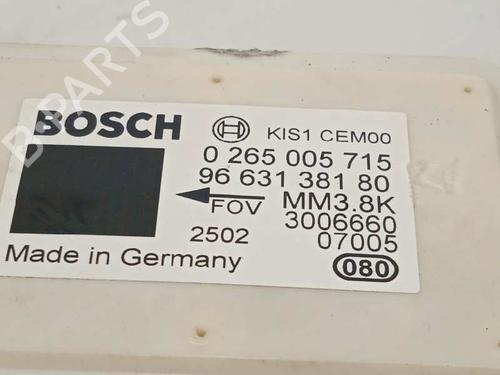 B-PARTS
BOSCH
KIS1 CEM00
0 265 005 715
96 631 381 80
FOV
MM3.8K
3006660
2502
07005
Made in Germany
080